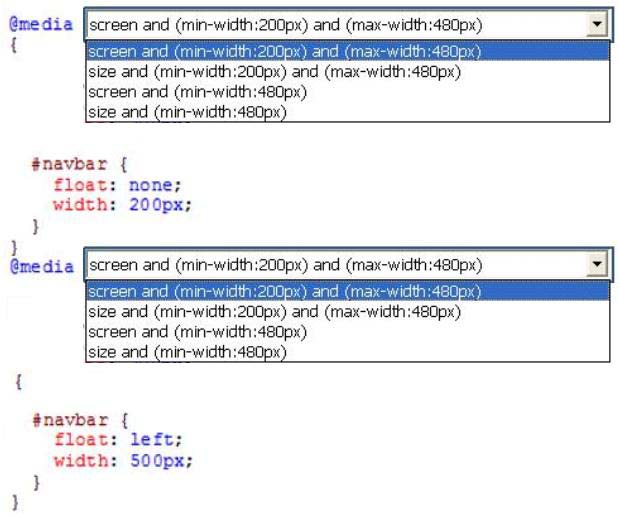 @media screen and (min-width:200px) and (max-width:480px)
{
screen and (min-width:200px) and (max-width:480px)
size and (min-width:200px) and (max-width:480px)
screen and (min-width:480px)
size and (min-width:480px)
#navbar {
float: none;
width: 200px;
}
}
@media screen and (min-width:200px) and (max-width:480px)
screen and (min-width:200px) and (max-width:480px)
size and (min-width:200px) and (max-width:480px)
screen and (min-width:480px)
size and (min-width:480px)
{
#navbar {
float: left;
width: 500px;
}
}